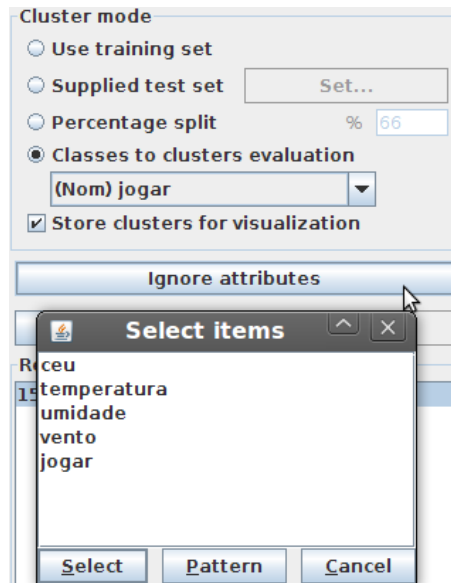 Cluster mode
Use training set
Supplied test set Set...
Percentage split % 66
Classes to clusters evaluation
(Nom) jogar
Store clusters for visualization
Ignore attributes
Select items
ceu
temperatura
umidade
vento
jogar
Select Pattern Cancel